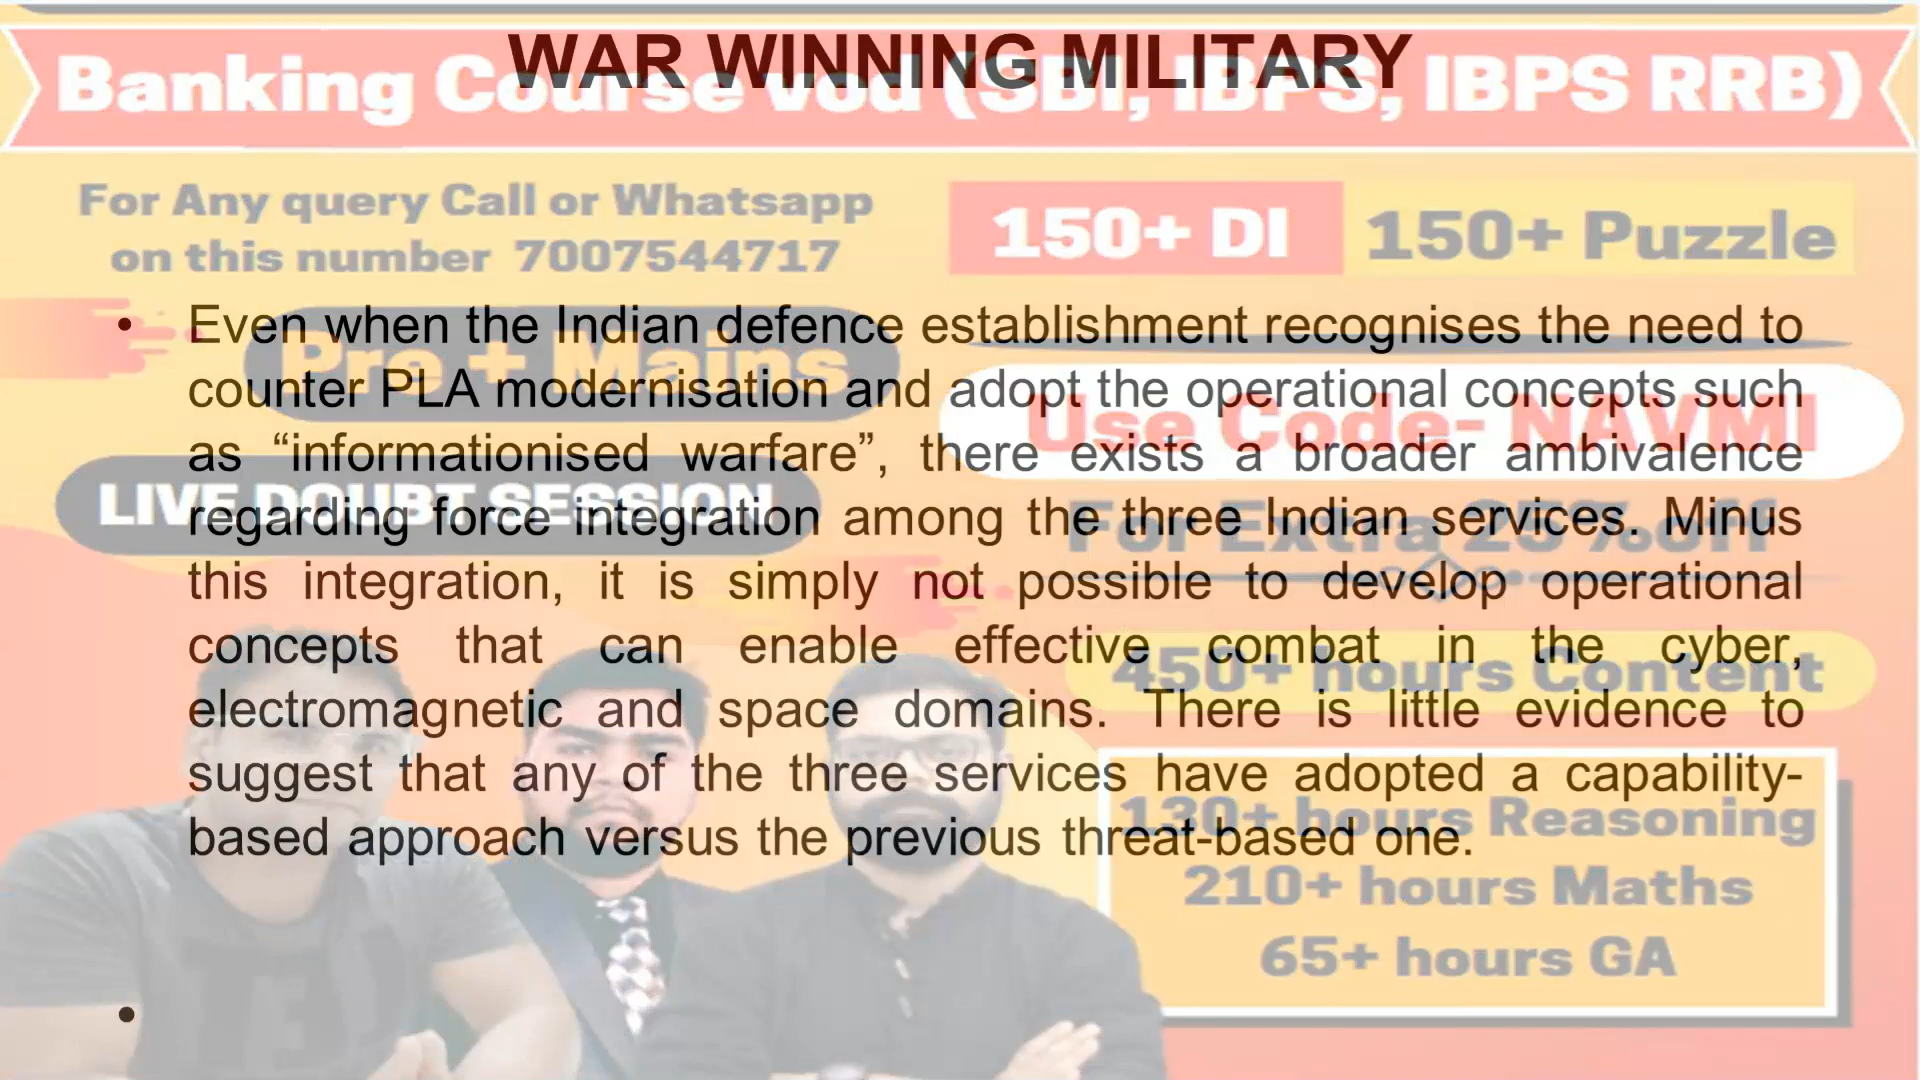 WAR WINNING MILITARY
Banking Course vod (SBI, IBPS, IBPS RRB)
For Any query Call or Whatsapp
on this number 7007544717
150+ DI
150+ Puzzle
• Even when the Indian defence establishment recognises the need to
counter PLA modernisation and adopt the operational concepts such
as “informationised warfare”, there exists a broader ambivalence
regarding force integration among the three Indian services. Minus
this integration, it is simply not possible to develop operational
concepts that can enable effective combat in the cyber,
electromagnetic and space domains. There is little evidence to
suggest that any of the three services have adopted a capability-
based approach versus the previous threat-based one.
•
Pre + Mains
Use Code- NAVMI
LIVE DOUBT SESSION
For Extra 25%off
450+ hours Content
130+ hours Reasoning
210+ hours Maths
65+ hours GA